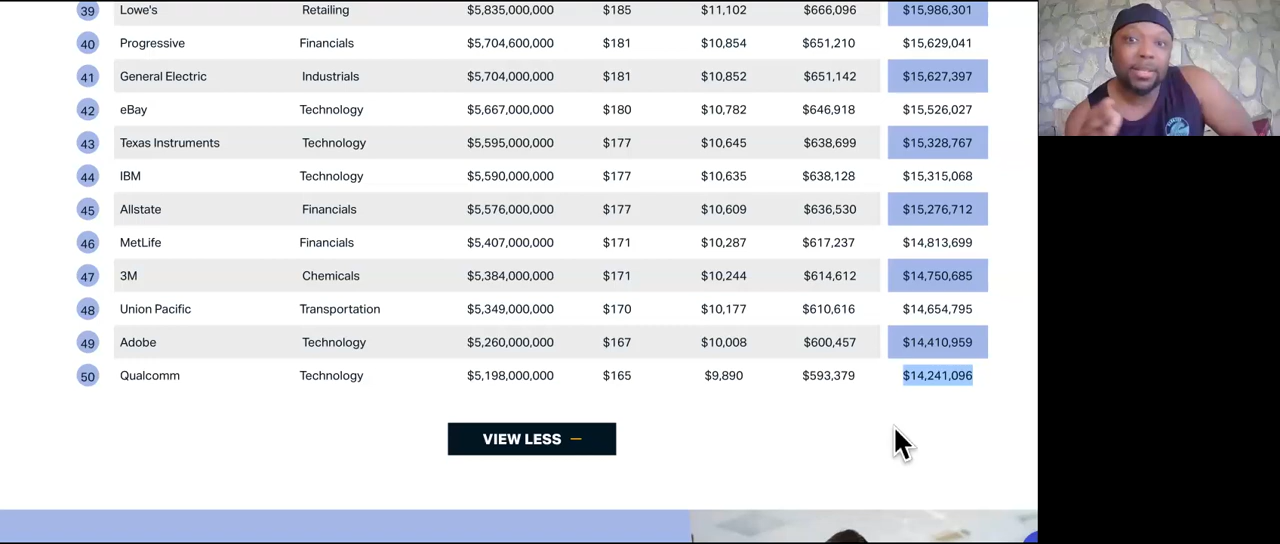 39 Lowe's Retailing $5,835,000,000 $185 $11,102 $666,096 $15,986,301
40 Progressive Financials $5,704,600,000 $181 $10,854 $651,210 $15,629,041
41 General Electric Industrials $5,704,000,000 $181 $10,852 $651,142 $15,627,397
42 eBay Technology $5,667,000,000 $180 $10,782 $646,918 $15,526,027
43 Texas Instruments Technology $5,595,000,000 $177 $10,645 $638,699 $15,328,767
44 IBM Technology $5,590,000,000 $177 $10,635 $638,128 $15,315,068
45 Allstate Financials $5,576,000,000 $177 $10,609 $636,530 $15,276,712
46 MetLife Financials $5,407,000,000 $171 $10,287 $617,237 $14,813,699
47 3M Chemicals $5,384,000,000 $171 $10,244 $614,612 $14,750,685
48 Union Pacific Transportation $5,349,000,000 $170 $10,177 $610,616 $14,654,795
49 Adobe Technology $5,260,000,000 $167 $10,008 $600,457 $14,410,959
50 Qualcomm Technology $5,198,000,000 $165 $9,890 $593,379 $14,241,096
VIEW LESS —